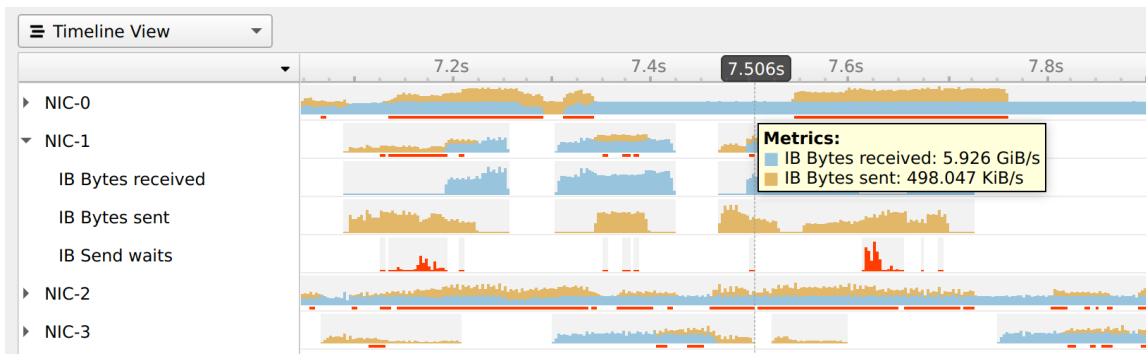 Timeline View
7.2s 7.4s 7.506s 7.6s 7.8s
NIC-0
NIC-1
Metrics:
IB Bytes received: 5.926 GiB/s
IB Bytes sent: 498.047 KiB/s
IB Bytes received
IB Bytes sent
IB Send waits
NIC-2
NIC-3